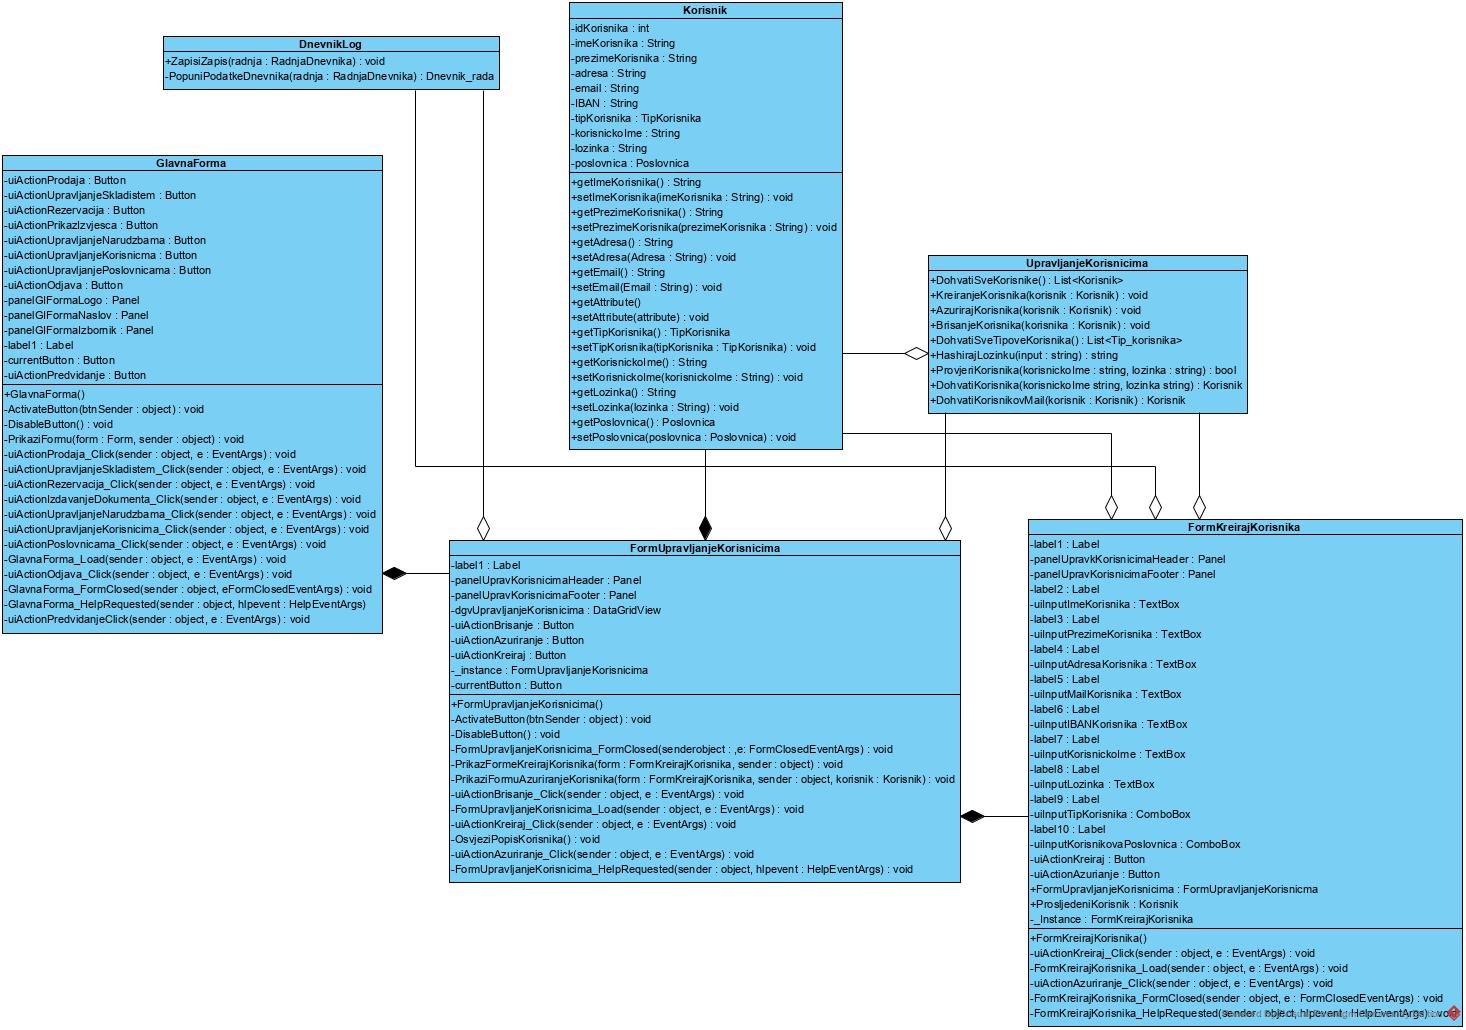 DnevnikLog
+ZapisiZapis(radnja : RadnjaDnevnika) : void
-PopuniPodatkeDnevnika(radnja : RadnjaDnevnika) : Dnevnik_rada
Korisnik
-idKorisnika : int
-imeKorisnika : String
-prezimeKorisnika : String
-adresa : String
-email : String
-IBAN : String
-tipKorisnika : TipKorisnika
-korisnickoIme : String
-lozinka : String
-poslovnica : Poslovnica
+getImeKorisnika() : String
+setImeKorisnika(imeKorisnika : String) : void
+getPrezimeKorisnika() : String
+setPrezimeKorisnika(prezimeKorisnika : String) : void
+getAdresa() : String
+setAdresa(Adresa : String) : void
+getEmail() : String
+setEmail(Email : String) : void
+getAttribute()
+setAttribute(attribute) : void
+getTipKorisnika() : TipKorisnika
+setTipKorisnika(tipKorisnika : TipKorisnika) : void
+getKorisnickoIme() : String
+setKorisnickoIme(korisnickoIme : String) : void
+getLozinka() : String
+setLozinka(lozinka : String) : void
+getPoslovnica() : Poslovnica
+setPoslovnica(poslovnica : Poslovnica) : void
GlavnaForma
-uiActionProdaja : Button
-uiActionUpravljanjeSkladistem : Button
-uiActionRezervacija : Button
-uiActionPrikazIzvjesca : Button
-uiActionUpravljanjeNarudzbama : Button
-uiActionUpravljanjeKorisnicma : Button
-uiActionUpravljanjePoslovnicama : Button
-uiActionOdjava : Button
-panelGlFormaLogo : Panel
-panelGlFormaNaslov : Panel
-panelGlFormaIzbornik : Panel
-label1 : Label
-currentButton : Button
-uiActionPredvidanje : Button
+GlavnaForma()
-ActivateButton(btnSender : object) : void
-DisableButton() : void
-PrikaziFormu(form : Form, sender : object) : void
-uiActionProdaja_Click(sender : object, e : EventArgs) : void
-uiActionUpravljanjeSkladistem_Click(sender : object, e : EventArgs) : void
-uiActionRezervacija_Click(sender : object, e : EventArgs) : void
-uiActionIzdavanjeDokumenta_Click(sender : object, e : EventArgs) : void
-uiActionUpravljanjeNarudzbama_Click(sender : object, e : EventArgs) : void
-uiActionUpravljanjeKorisnicima_Click(sender : object, e : EventArgs) : void
-uiActionPoslovnicama_Click(sender : object, e : EventArgs) : void
-GlavnaForma_Load(sender : object, e : EventArgs) : void
-uiActionOdjava_Click(sender : object, e : EventArgs) : void
-GlavnaForma_FormClosed(sender : object, eFormClosedEventArgs) : void
-GlavnaForma_HelpRequested(sender : object, hlpevent : HelpEventArgs)
-uiActionPredvidanjeClick(sender : object, e : EventArgs) : void
UpravljanjeKorisnicima
+DohvatiSveKorisnike() : List<Korisnik>
+KreiranjeKorisnika(korisnik : Korisnik) : void
+AzurirajKorisnika(korisnik : Korisnik) : void
+BrisanjeKorisnika(korisnika : Korisnik) : void
+DohvatiSveTipoveKorisnika() : List<Tip_korisnika>
+HashirajLozinku(input : string) : string
+ProvjeriKorisnika(korisnickoIme : string, lozinka : string) : bool
+DohvatiKorisnika(korisnickoIme string, lozinka string) : Korisnik
+DohvatiKorisnikovMail(korisnik : Korisnik) : Korisnik
FormUpravljanjeKorisnicima
-label1 : Label
-panelUpravKorisnicimaHeader : Panel
-panelUpravKorisnicimaFooter : Panel
-dgvUpravljanjeKorisnicima : DataGridView
-uiActionBrisanje : Button
-uiActionAzuriranje : Button
-uiActionKreiraj : Button
-_instance : FormUpravljanjeKorisnicima
-currentButton : Button
+FormUpravljanjeKorisnicima()
-ActivateButton(btnSender : object) : void
-DisableButton() : void
-FormUpravljanjeKorisnicima_FormClosed(senderobject : ,e: FormClosedEventArgs) : void
-PrikazFormeKreirajKorisnika(form : FormKreirajKorisnika, sender : object) : void
-PrikaziFormuAzuriranjeKorisnika(form : FormKreirajKorisnika, sender : object, korisnik : Korisnik) : void
-uiActionBrisanje_Click(sender : object, e : EventArgs) : void
-FormUpravljanjeKorisnicima_Load(sender : object, e : EventArgs) : void
-uiActionKreiraj_Click(sender : object, e : EventArgs) : void
-OsvjeziPopisKorisnika() : void
-uiActionAzuriranje_Click(sender : object, e : EventArgs) : void
-FormUpravljanjeKorisnicima_HelpRequested(sender : object, hlpevent : HelpEventArgs) : void
FormKreirajKorisnika
-label1 : Label
-panelUpravkKorisnicimaHeader : Panel
-panelUpravKorisnicimaFooter : Panel
-label2 : Label
-uiInputImeKorisnika : TextBox
-label3 : Label
-uiInputPrezimeKorisnika : TextBox
-label4 : Label
-uiInputAdresaKorisnika : TextBox
-label5 : Label
-uiInputMailKorisnika : TextBox
-label6 : Label
-uiInputIBANKorisnika : TextBox
-label7 : Label
-uiInputKorisnickoIme : TextBox
-label8 : Label
-uiInputLozinka : TextBox
-label9 : Label
-uiInputTipKorisnika : ComboBox
-label10 : Label
-uiInputKorisnikovaPoslovnica : ComboBox
-uiActionKreiraj : Button
-uiActionAzurianje : Button
+FormUpravljanjeKorisnicima : FormUpravljanjeKorisnicma
+ProsljedeniKorisnik : Korisnik
-_Instance : FormKreirajKorisnika
+FormKreirajKorisnika()
-uiActionKreiraj_Click(sender : object, e : EventArgs) : void
-FormKreirajKorisnika_Load(sender : object, e : EventArgs) : void
-uiActionAzuriranje_Click(sender : object, e : EventArgs) : void
-FormKreirajKorisnika_FormClosed(sender : object, e : FormClosedEventArgs) : void
-FormKreirajKorisnika_HelpRequested(sender : object, hlpevent : HelpEventArgs) : void